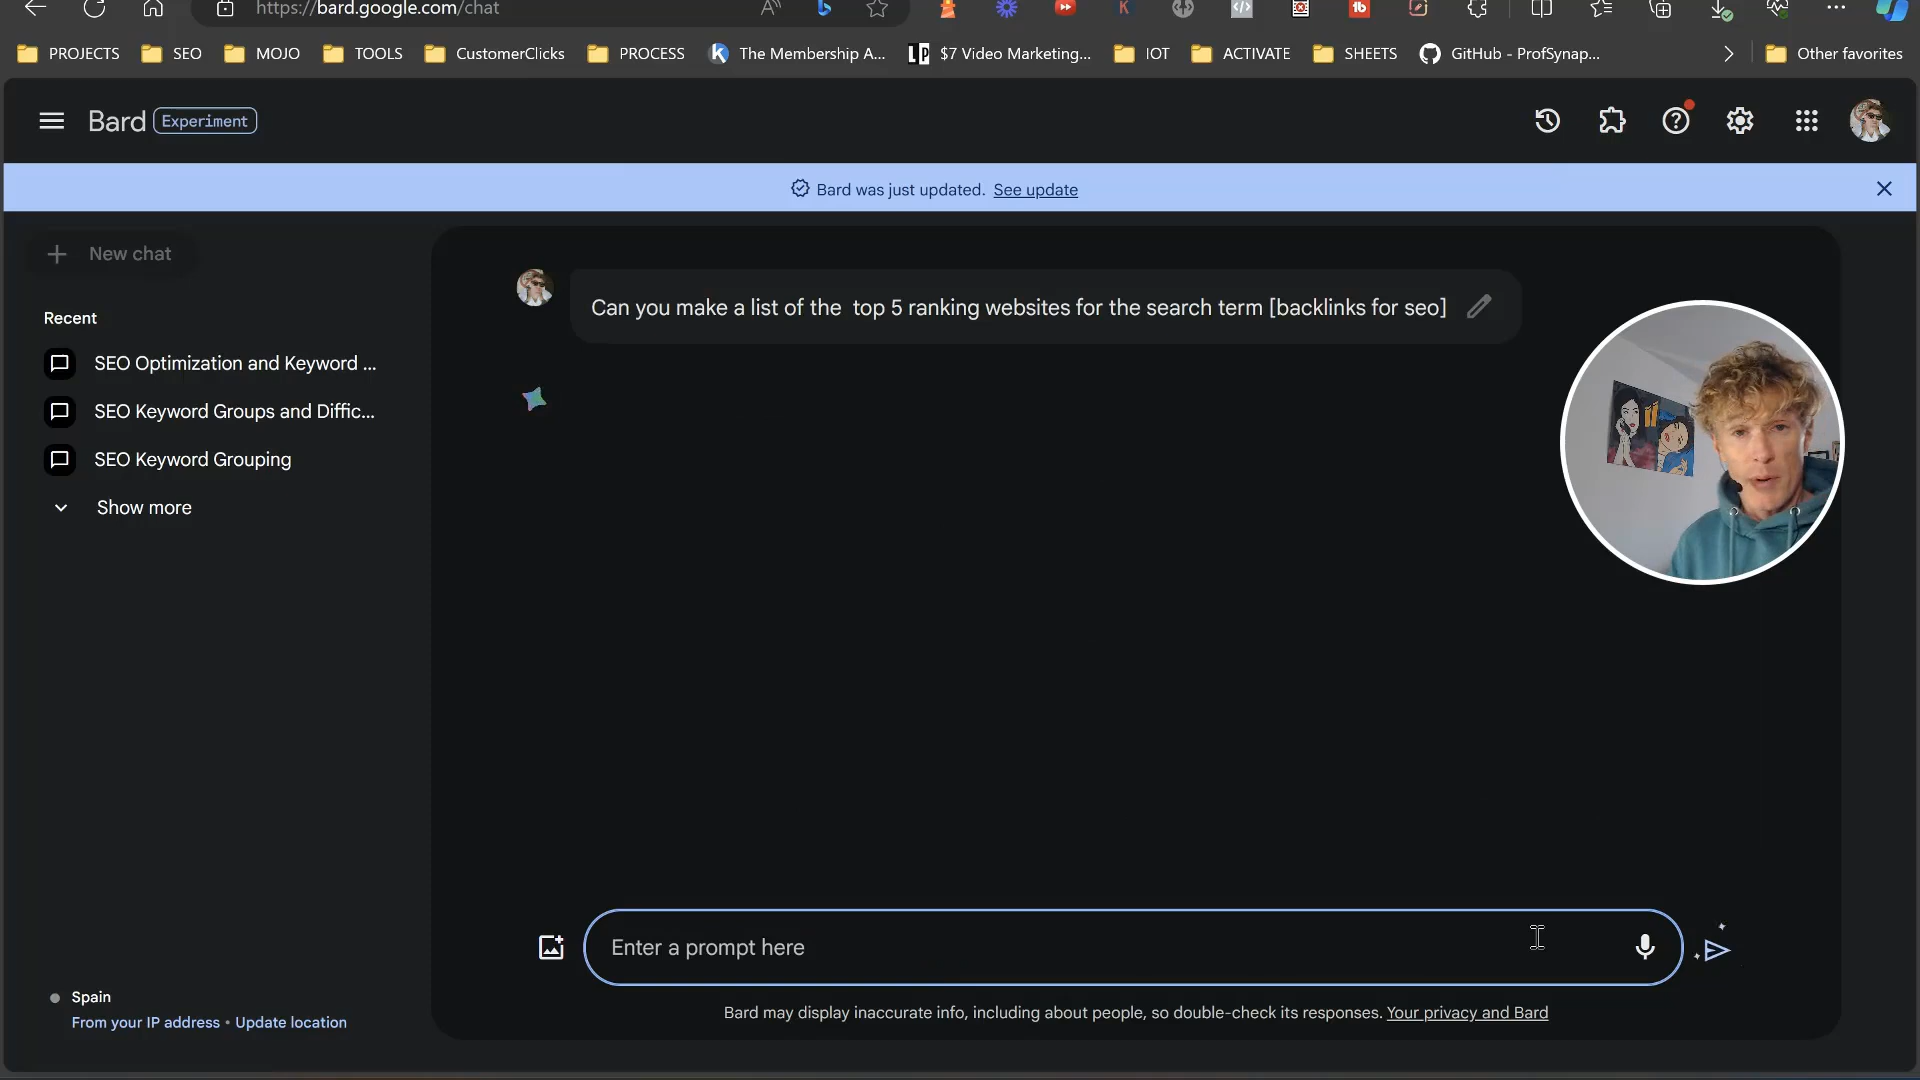 https://bard.google.com/chat
PROJECTS
SEO
MOJO
TOOLS
CustomerClicks
PROCESS
The Membership A...
$7 Video Marketing...
IOT
ACTIVATE
SHEETS
GitHub - ProfSynap...
Other favorites
Bard
Experiment
Bard was just updated. See update
New chat
Can you make a list of the  top 5 ranking websites for the search term [backlinks for seo]
Recent
SEO Optimization and Keyword ...
SEO Keyword Groups and Diffic...
SEO Keyword Grouping
Show more
Enter a prompt here
Spain
From your IP address • Update location
Bard may display inaccurate info, including about people, so double-check its responses. Your privacy and Bard